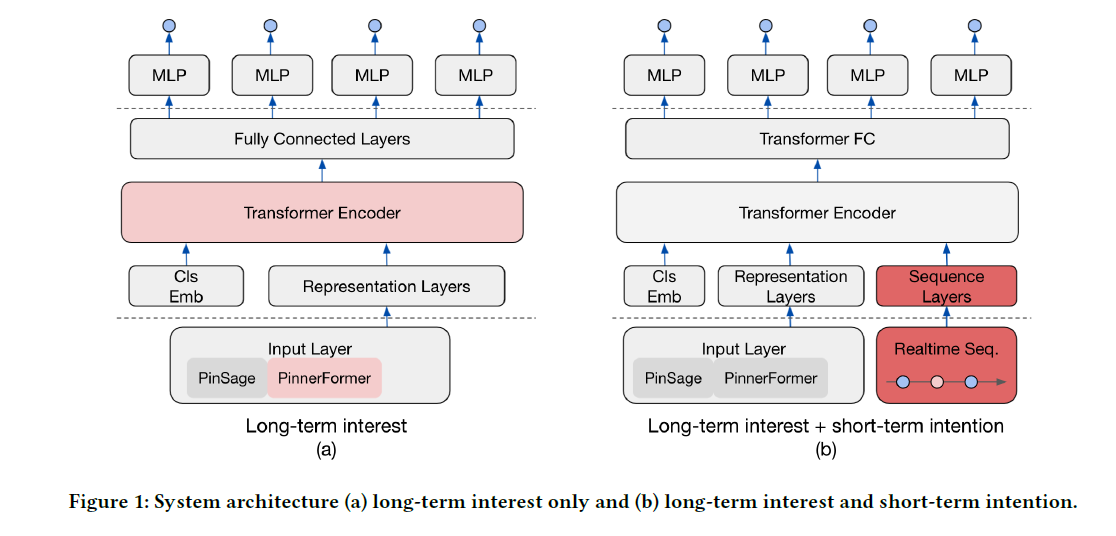 MLP MLP MLP MLP
Fully Connected Layers
Transformer Encoder
Cls
Emb
Representation Layers
Input Layer
PinSage PinnerFormer
Long-term interest
(a)
MLP MLP MLP MLP
Transformer FC
Transformer Encoder
Cls
Emb
Representation
Layers
Sequence
Layers
Input Layer
PinSage PinnerFormer
Realtime Seq.
Long-term interest + short-term intention
(b)
Figure 1: System architecture (a) long-term interest only and (b) long-term interest and short-term intention.